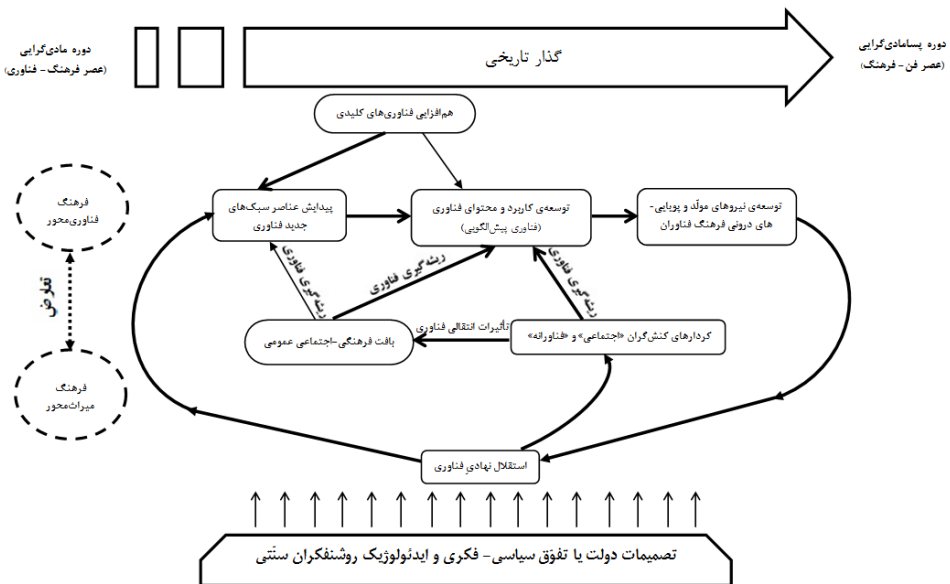 دوره مادی‌گرایی
(عصر فرهنگ - فناوری)
گذار تاریخی
دوره پسامادی‌گرایی
(عصر فن - فرهنگ)
هم‌افزایی فناوری‌های کلیدی
فرهنگ
فناوری‌محور
پیدایش عناصر سبک‌های
جدید فناوری
توسعه‌ی کاربرد و محتوای فناوری
(فناوری پیش‌الگویی)
توسعه‌ی نیروهای مولّد و پویایی-
های درونی فرهنگ فناوران
تعارض
ریشه‌گیری فناوری
ریشه‌گیری فناوری
ریشه‌گیری فناوری
بافت فرهنگی-اجتماعی عمومی
تأثیرات انتقالی فناوری
کردارهای کنش‌گران «اجتماعی» و «فناورانه»
فرهنگ
میراث‌محور
استقلال نهادیِ فناوری
تصمیمات دولت یا تفوّق سیاسی- فکری و ایدئولوژیک روشنفکران سنّتی